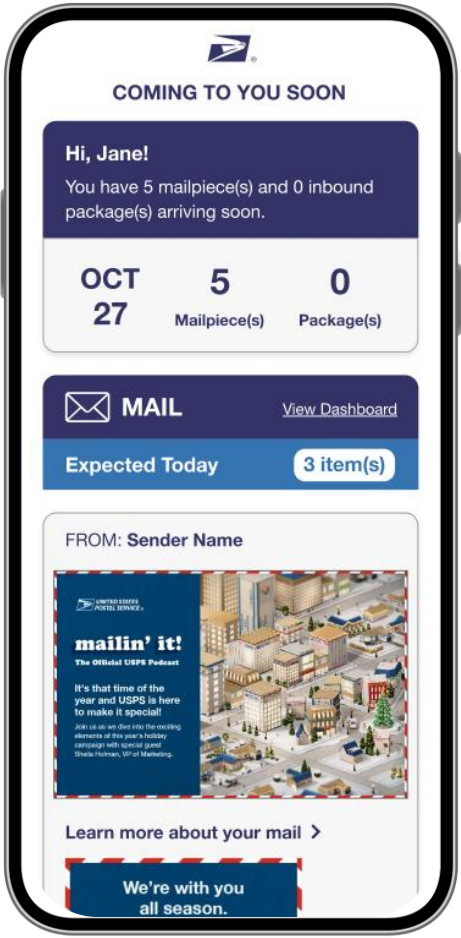 ®
COMING TO YOU SOON
Hi, Jane!
You have 5 mailpiece(s) and 0 inbound
package(s) arriving soon.
OCT
27
5
Mailpiece(s)
0
Package(s)
MAIL
View Dashboard
Expected Today
3 item(s)
FROM: Sender Name
UNITED STATES
POSTAL SERVICE®
mailin' it!
The Official USPS Podcast
It's that time of the
year and USPS is here
to make it special!
Join us as we dive into the exciting
elements of this year's holiday
campaign with special guest
Sheila Holman, VP of Marketing.
Learn more about your mail >
We're with you
all season.